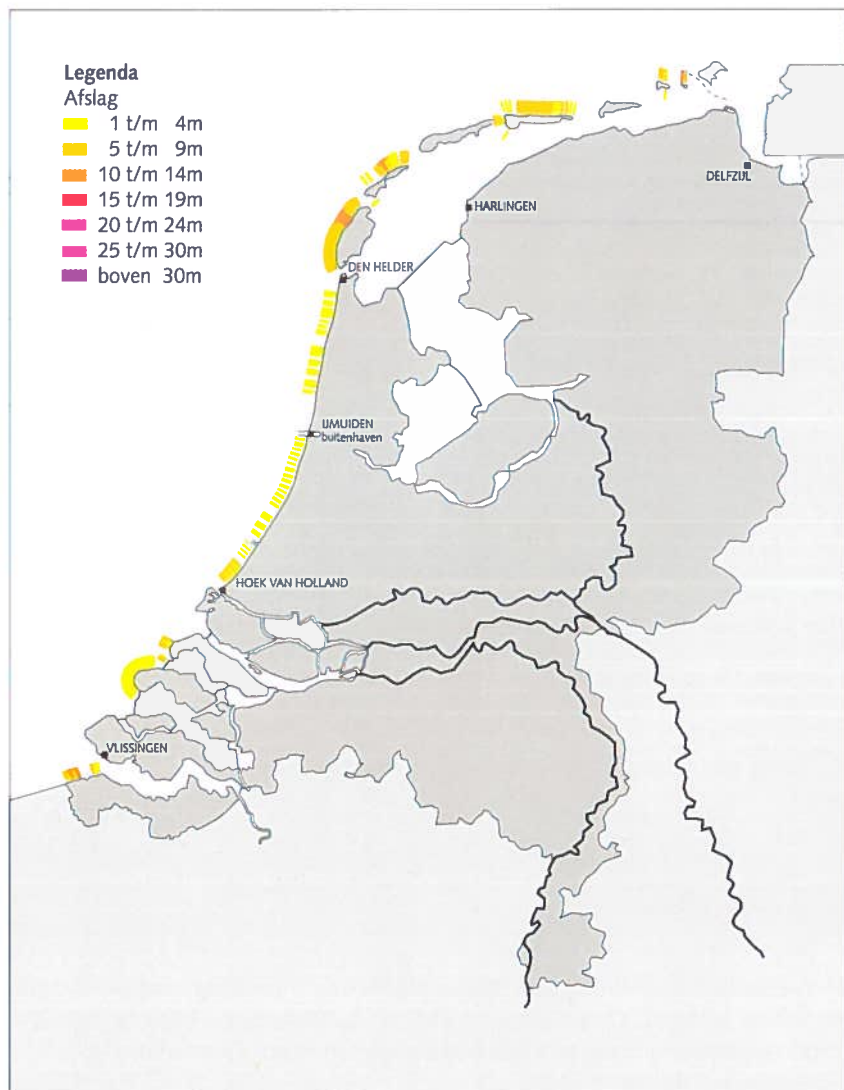 Legenda
Afslag
1 t/m 4m
5 t/m 9m
10 t/m 14m
15 t/m 19m
20 t/m 24m
25 t/m 30m
boven 30m
DELFZIJL
HARLINGEN
DEN HELDER
IJMUIDEN
buitenhaven
HOEK VAN HOLLAND
VLISSINGEN